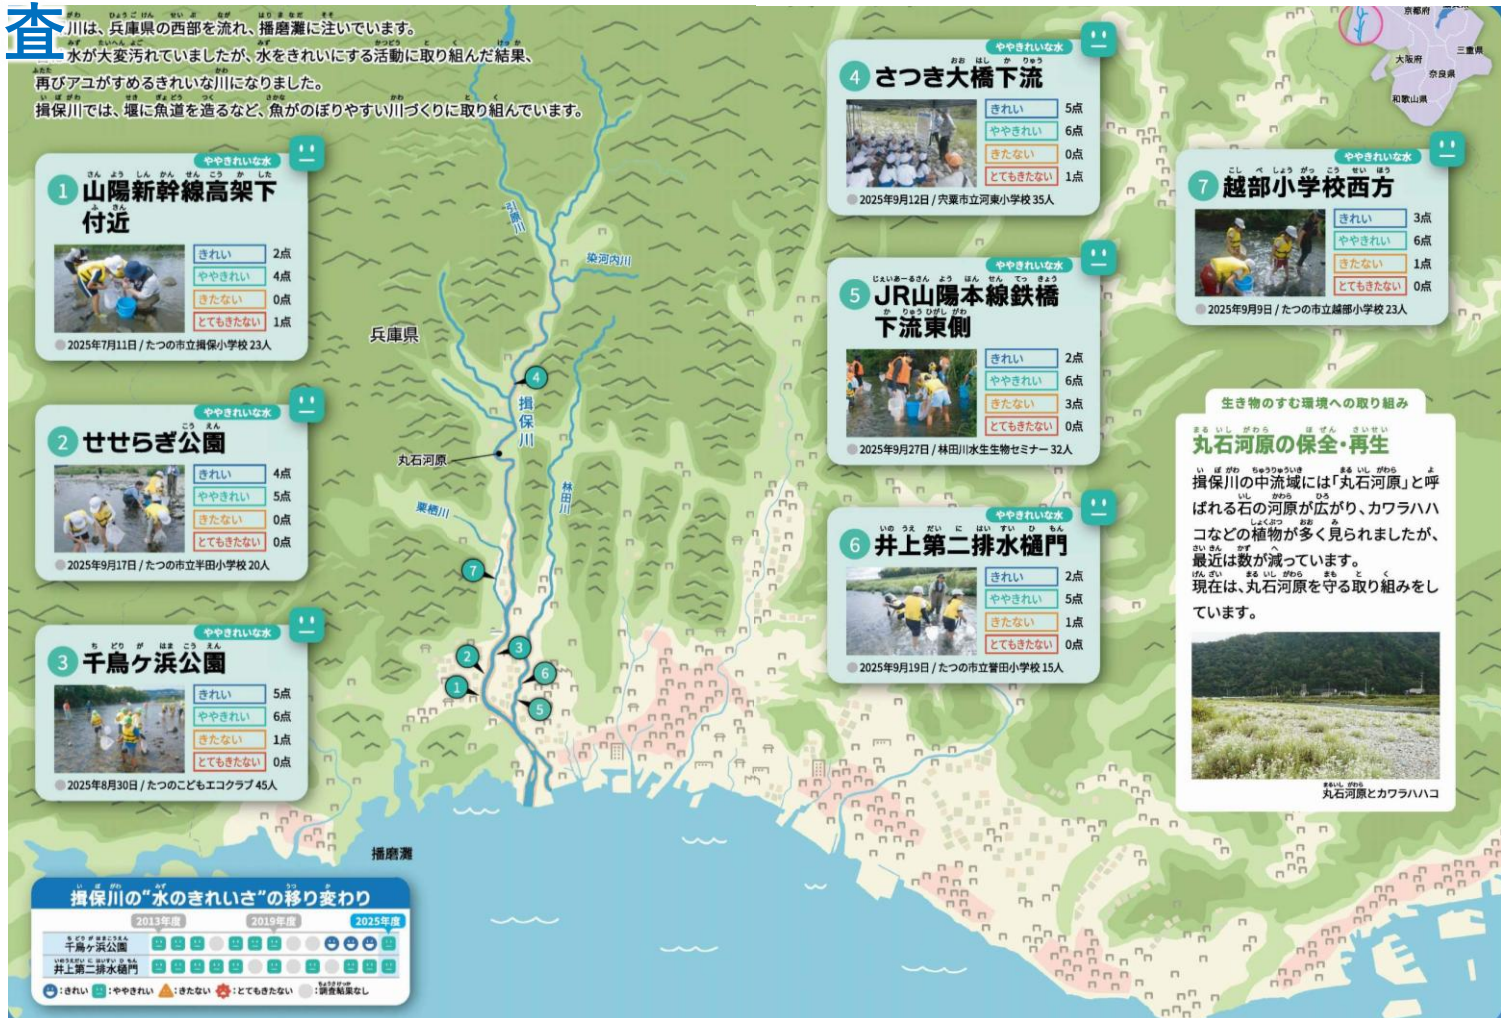 査
川は、兵庫県の西部を流れ、播磨灘に注いでいます。
水が大変汚れていましたが、水をきれいにする活動に取り組んだ結果、
再びアユがすめるきれいな川になりました。
揖保川では、堰に魚道を造るなど、魚がのぼりやすい川づくりに取り組んでいます。
ややきれいな水
1 山陽新幹線高架下
付近
きれい 2点
ややきれい 4点
きたない 0点
とてもきたない 1点
2025年7月11日 / たつの市立揖保小学校 23人
ややきれいな水
2 せせらぎ公園
きれい 4点
ややきれい 5点
きたない 0点
とてもきたない 0点
2025年9月17日 / たつの市立半田小学校 20人
ややきれいな水
3 千鳥ヶ浜公園
きれい 5点
ややきれい 6点
きたない 1点
とてもきたない 0点
2025年8月30日 / たつのこどもエコクラブ 45人
ややきれいな水
4 さつき大橋下流
きれい 5点
ややきれい 6点
きたない 0点
とてもきたない 1点
2025年9月12日 / 宍粟市立河東小学校 35人
ややきれいな水
5 JR山陽本線鉄橋
下流東側
きれい 2点
ややきれい 6点
きたない 3点
とてもきたない 0点
2025年9月27日 / 林田川水生生物セミナー 32人
ややきれいな水
6 井上第二排水樋門
きれい 2点
ややきれい 5点
きたない 1点
とてもきたない 0点
2025年9月19日 / たつの市立誉田小学校 15人
ややきれいな水
7 越部小学校西方
きれい 3点
ややきれい 6点
きたない 1点
とてもきたない 0点
2025年9月9日 / たつの市立越部小学校 23人
京都府
三重県
大阪府
奈良県
和歌山県
引原川
染河内川
兵庫県
4
揖保川
丸石河原
林田川
栗栖川
7
3
2
6
1
5
播磨灘
生き物のすむ環境への取り組み
丸石河原の保全・再生
揖保川の中流域には「丸石河原」と呼
ばれる石の河原が広がり、カワラハハ
コなどの植物が多く見られましたが、
最近は数が減っています。
現在は、丸石河原を守る取り組みをし
ています。
丸石河原とカワラハハコ
揖保川の“水のきれいさ”の移り変わり
2013年度 2019年度 2025年度
千鳥ヶ浜公園
井上第二排水樋門
:きれい :ややきれい :きたない :とてもきたない :調査結果なし